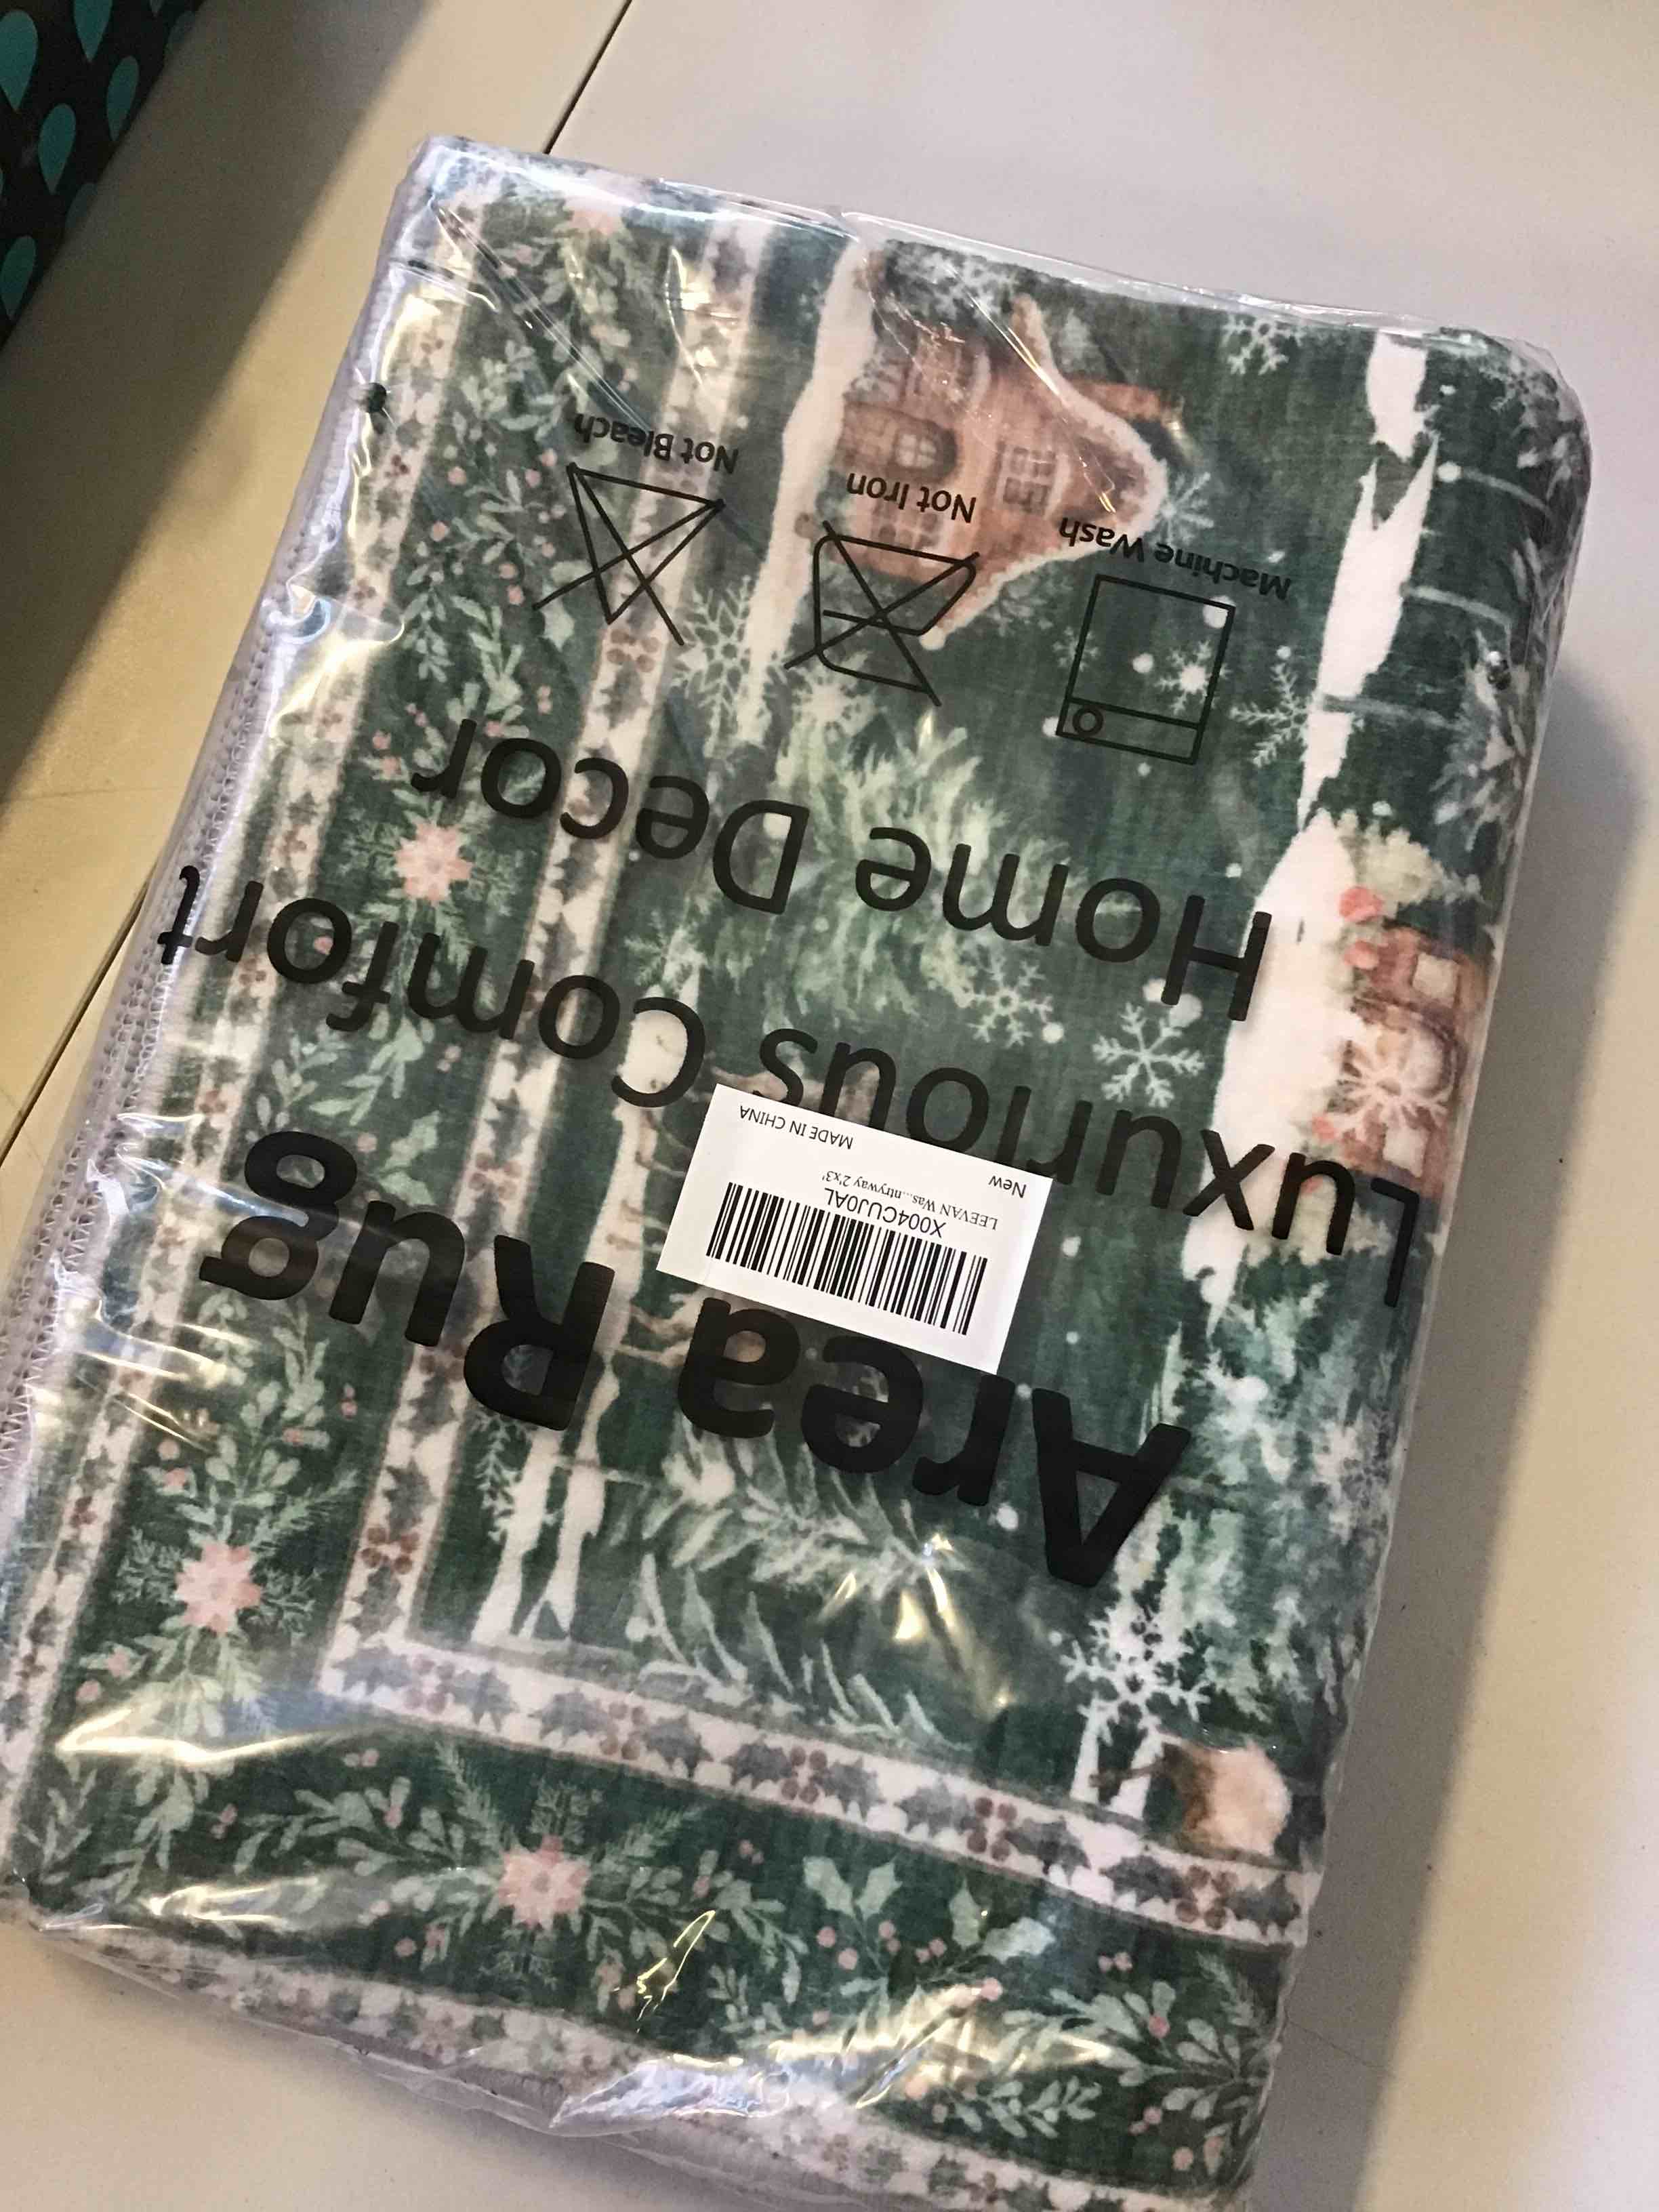 Area Rug
Luxurious Comfort
Home Decor
X004CUJ0AL
LEEVAN Was...ntryway 2'x3'
New
MADE IN CHINA
Machine Wash
Not Iron
Not Bleach